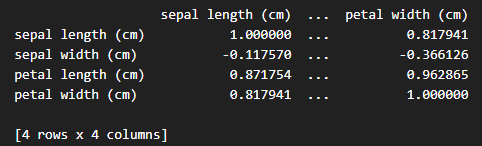 sepal length (cm) ... petal width (cm)
sepal length (cm) 1.000000 ... 0.817941
sepal width (cm) -0.117570 ... -0.366126
petal length (cm) 0.871754 ... 0.962865
petal width (cm) 0.817941 ... 1.000000
[4 rows x 4 columns]